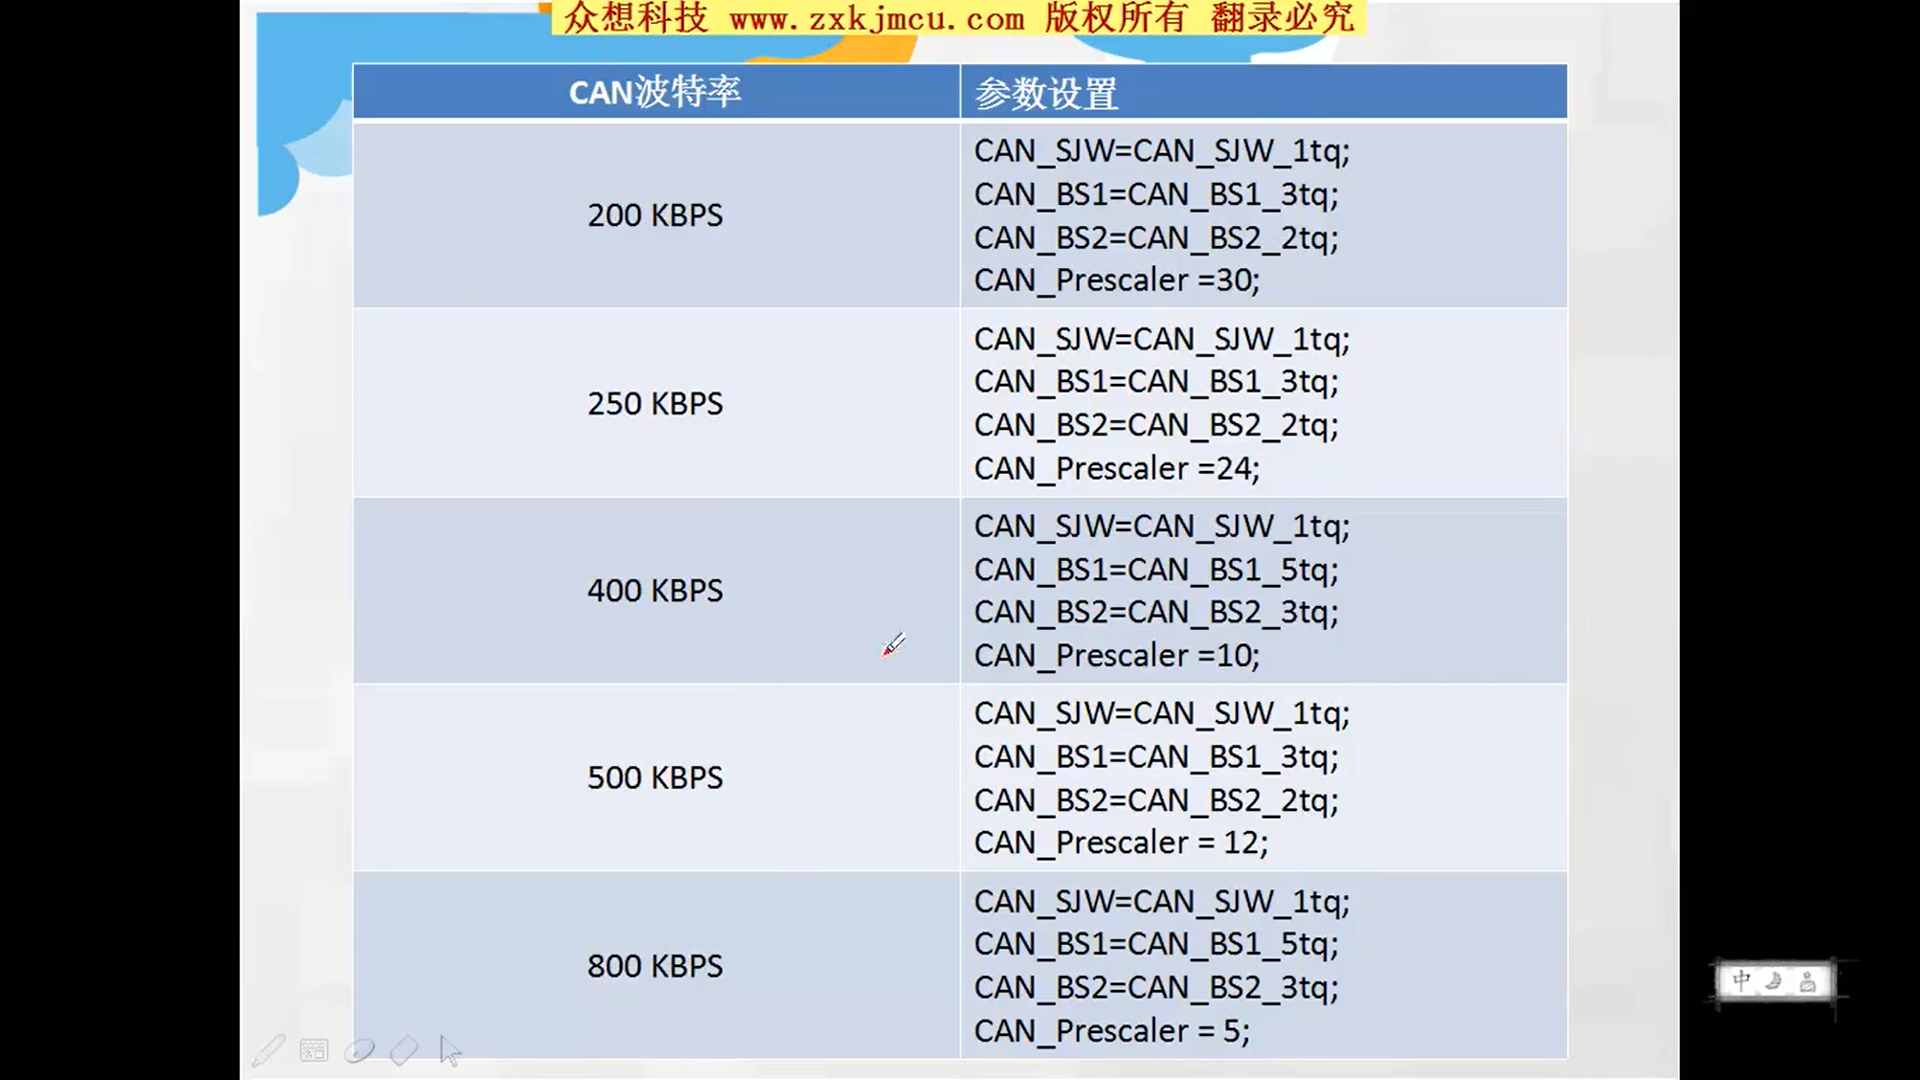 众想科技 www.zxkjmcu.com 版权所有 翻录必究
CAN波特率
参数设置
200 KBPS
CAN_SJW=CAN_SJW_1tq;
CAN_BS1=CAN_BS1_3tq;
CAN_BS2=CAN_BS2_2tq;
CAN_Prescaler =30;
250 KBPS
CAN_SJW=CAN_SJW_1tq;
CAN_BS1=CAN_BS1_3tq;
CAN_BS2=CAN_BS2_2tq;
CAN_Prescaler =24;
400 KBPS
CAN_SJW=CAN_SJW_1tq;
CAN_BS1=CAN_BS1_5tq;
CAN_BS2=CAN_BS2_3tq;
CAN_Prescaler =10;
500 KBPS
CAN_SJW=CAN_SJW_1tq;
CAN_BS1=CAN_BS1_3tq;
CAN_BS2=CAN_BS2_2tq;
CAN_Prescaler = 12;
800 KBPS
CAN_SJW=CAN_SJW_1tq;
CAN_BS1=CAN_BS1_5tq;
CAN_BS2=CAN_BS2_3tq;
CAN_Prescaler = 5;
中